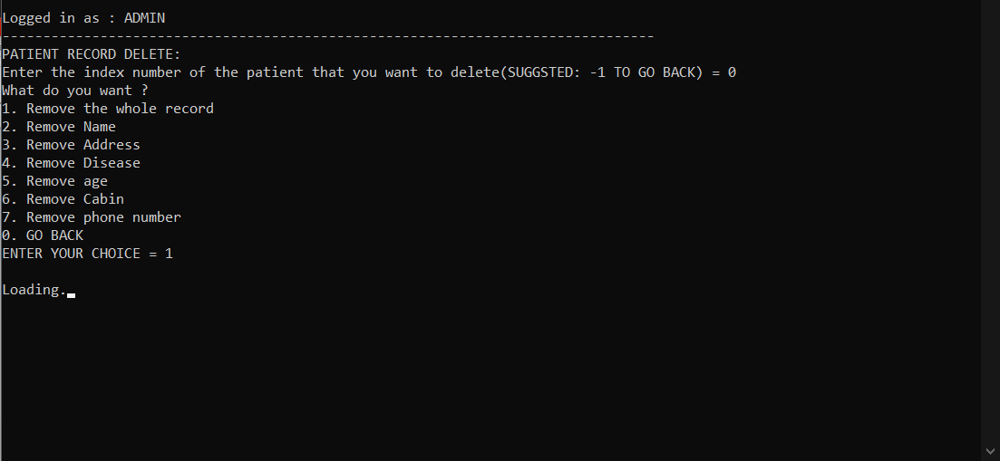 Logged in as : ADMIN
--------------------------------------------------------------------------------
PATIENT RECORD DELETE:
Enter the index number of the patient that you want to delete(SUGGSTED: -1 TO GO BACK) = 0
What do you want ?
1. Remove the whole record
2. Remove Name
3. Remove Address
4. Remove Disease
5. Remove age
6. Remove Cabin
7. Remove phone number
0. GO BACK
ENTER YOUR CHOICE = 1
Loading.